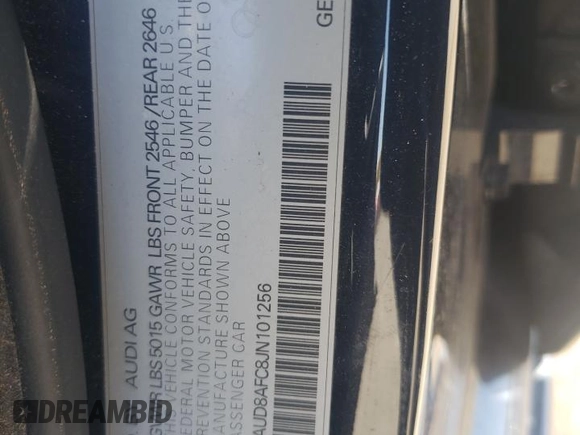 AUDI AG
LBS 5015 GAWR LBS FRONT 2546 /REAR 2646
VEHICLE CONFORMS TO ALL APPLICABLE U S
FEDERAL MOTOR VEHICLE SAFETY, BUMPER AND THE
PREVENTION STANDARDS IN EFFECT ON THE DATE O
MANUFACTURE SHOWN ABOVE
PASSENGER CAR
AUD8AFC8JN101256
GE
DREAMBID